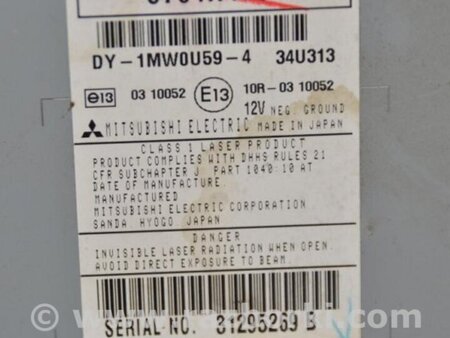 DY-1MW0U59-4 34U313
e13 03 10052 E13 10R-03 10052
12V NEG. GROUND
MITSUBISHI ELECTRIC MADE IN JAPAN
CLASS 1 LASER PRODUCT
PRODUCT COMPLIES WITH DHHS RULES 21
CFR SUBCHAPTER J PART 1040:10 AT
DATE OF MANUFACTURE.
MANUFACTURED
MITSUBISHI ELECTRIC CORPORATION
SANDA, HYOGO, JAPAN
DANGER
INVISIBLE LASER RADIATION WHEN OPEN.
AVOID DIRECT EXPOSURE TO BEAM.
SERIAL NO. 31295269 B